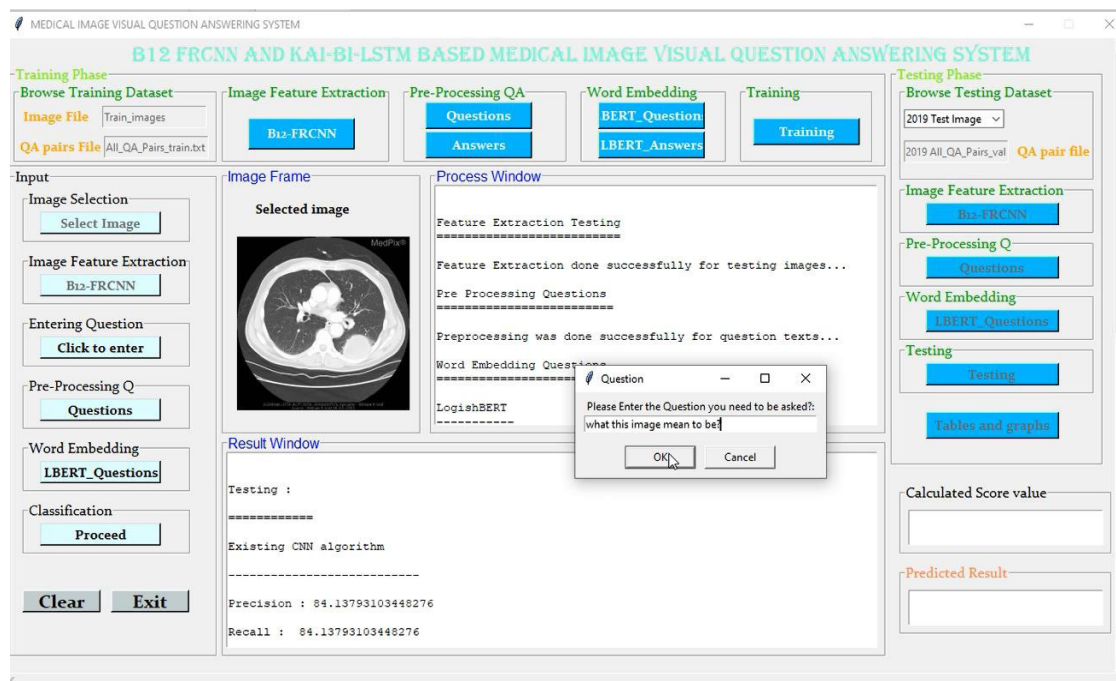 MEDICAL IMAGE VISUAL QUESTION ANSWERING SYSTEM
B12 FRCNN AND KAI-BI-LSTM BASED MEDICAL IMAGE VISUAL QUESTION ANSWERING SYSTEM
Training Phase
Browse Training Dataset
Image File Train_images
QA pairs File All_QA_Pairs_train.txt
Image Feature Extraction
B12-FRCNN
Pre-Processing QA
Questions
Answers
Word Embedding
LBERT_Question
LBERT_Answers
Training
Training
Testing Phase
Browse Testing Dataset
2019 Test Image
2019 All_QA_Pairs_val QA pair file
Image Feature Extraction
B12-FRCNN
Pre-Processing Q
Questions
Word Embedding
LBERT_Questions
Testing
Testing
Tables and graphs
Input
Image Selection
Select Image
Image Feature Extraction
B12-FRCNN
Entering Question
Click to enter
Pre-Processing Q
Questions
Word Embedding
LBERT_Questions
Classification
Proceed
Clear Exit
Image Frame
Selected image
MedPix®
Process Window
Feature Extraction Testing
==========================
Feature Extraction done successfully for testing images...
Pre Processing Questions
=========================
Preprocessing was done successfully for question texts...
Word Embedding Questions
LogishBERT
-----------
Question
Please Enter the Question you need to be asked?:
what this image mean to be?
OK Cancel
Result Window
Testing :
============
Existing CNN algorithm
---------------------------
Precision : 84.13793103448276
Recall : 84.13793103448276
Calculated Score value
Predicted Result